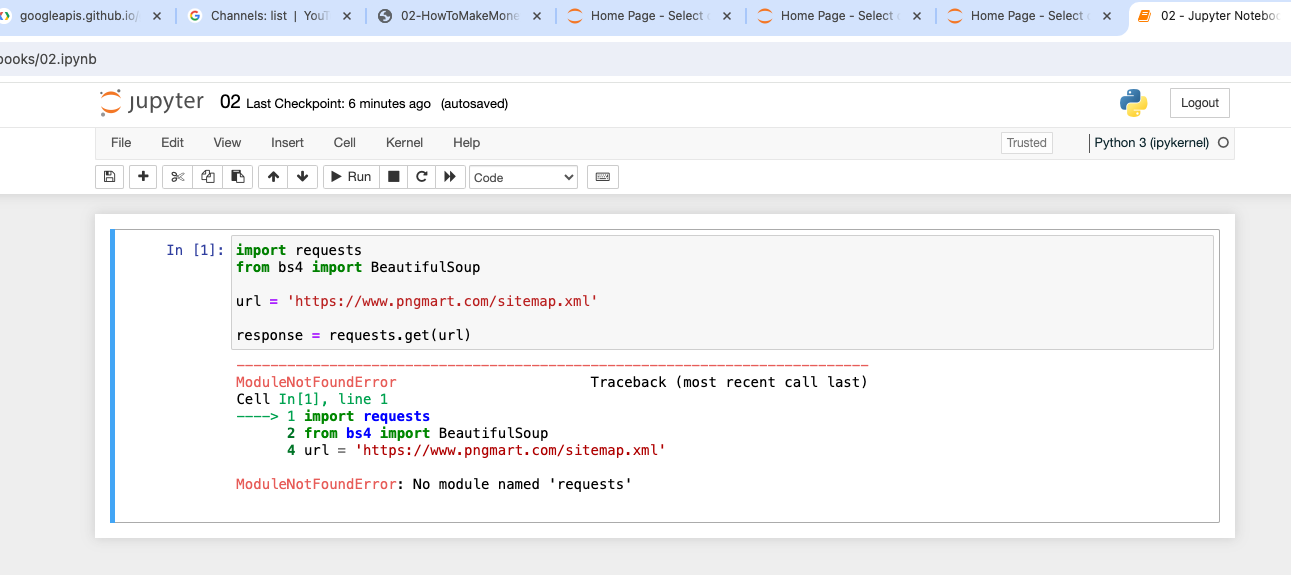 googleapis.github.io/
Channels: list | YouT
02-HowToMakeMone
Home Page - Select
Home Page - Select
Home Page - Select
02 - Jupyter Noteboo
books/02.ipynb
jupyter 02 Last Checkpoint: 6 minutes ago (autosaved)
Logout
File Edit View Insert Cell Kernel Help
Trusted
Python 3 (ipykernel)
Run
Code
In [1]: import requests
from bs4 import BeautifulSoup
url = 'https://www.pngmart.com/sitemap.xml'
response = requests.get(url)
---------------------------------------------------------------------------
ModuleNotFoundError Traceback (most recent call last)
Cell In[1], line 1
----> 1 import requests
2 from bs4 import BeautifulSoup
4 url = 'https://www.pngmart.com/sitemap.xml'
ModuleNotFoundError: No module named 'requests'